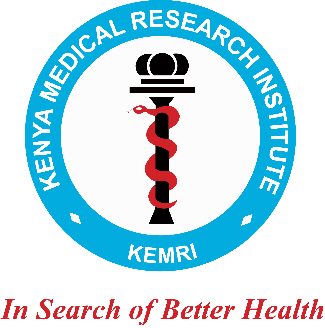 KENYA MEDICAL RESEARCH INSTITUTE
KEMRI
In Search of Better Health